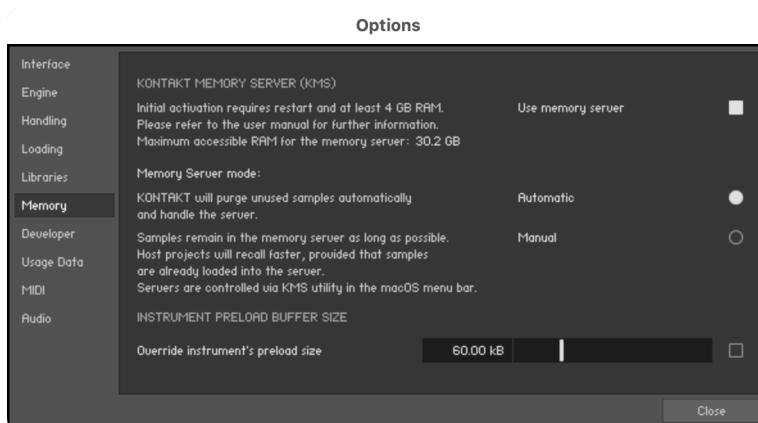 Options
Interface
Engine
Handling
Loading
Libraries
Memory
Developer
Usage Data
MIDI
Audio
KONTAKT MEMORY SERVER (KMS)
Initial activation requires restart and at least 4 GB RAM.
Please refer to the user manual for further information.
Maximum accessible RAM for the memory server: 30.2 GB
Use memory server
Memory Server mode:
KONTAKT will purge unused samples automatically
and handle the server.
Automatic
Samples remain in the memory server as long as possible.
Host projects will recall faster, provided that samples
are already loaded into the server.
Servers are controlled via KMS utility in the macOS menu bar.
Manual
INSTRUMENT PRELOAD BUFFER SIZE
Override instrument's preload size
60.00 kB
Close